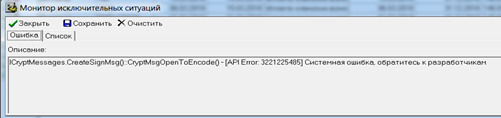 Монитор исключительных ситуаций
Закрыть Сохранить Очистить
Ошибка Список
Описание:
ICryptMessages.CreateSignMsg()::CryptMsgOpenToEncode() - [API Error: 3221225485] Системная ошибка, обратитесь к разработчикам